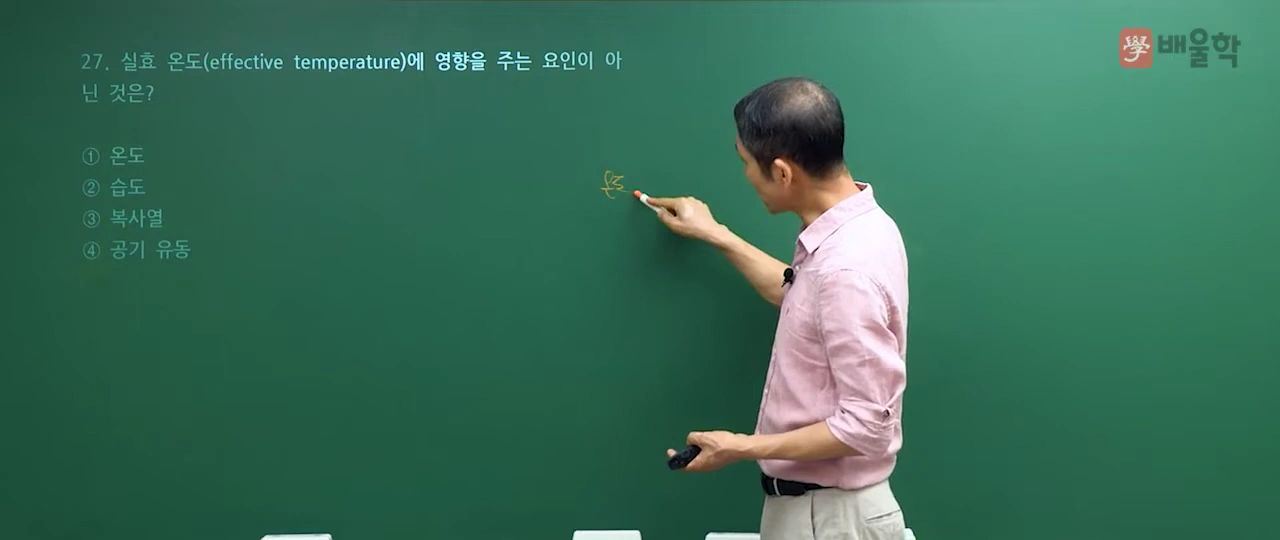 學 배울학
27. 실효 온도(effective temperature)에 영향을 주는 요인이 아
닌 것은?
① 온도
② 습도
③ 복사열
④ 공기 유동